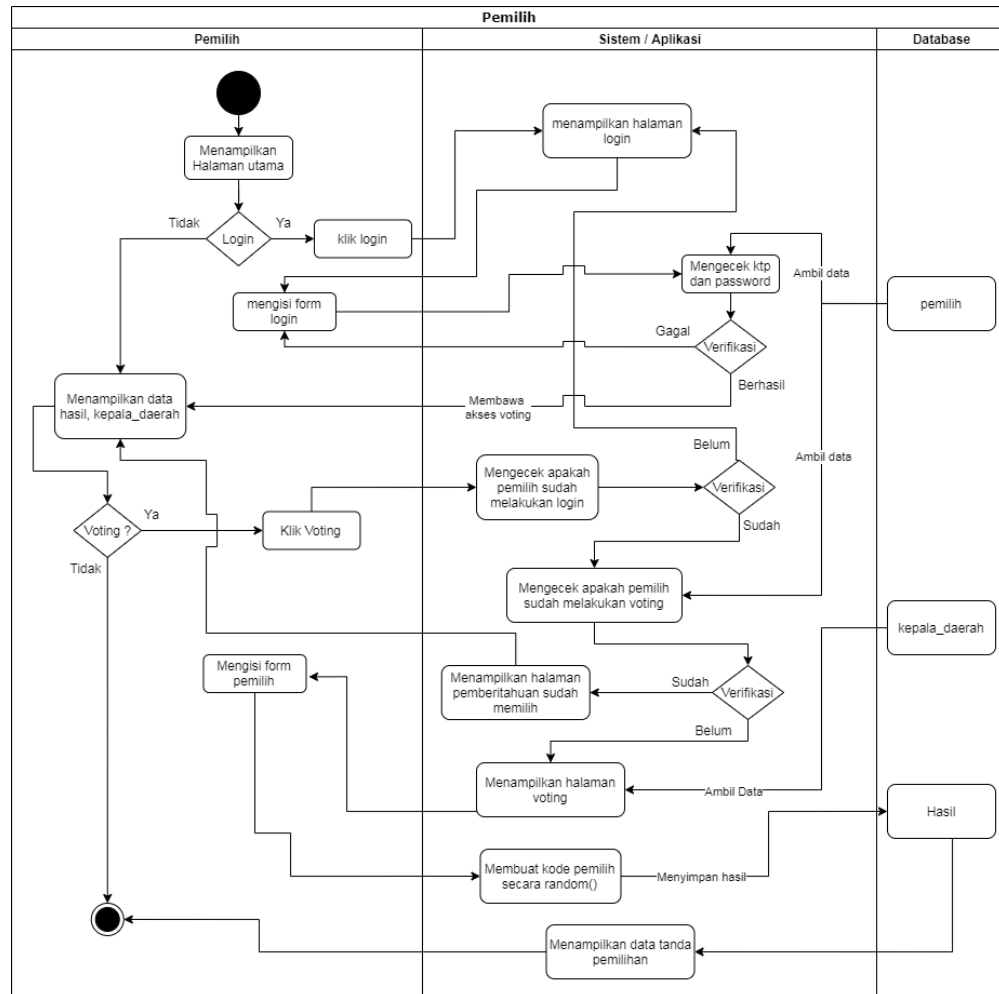 Pemilih
Pemilih
Sistem / Aplikasi
Database
menampilkan halaman
login
Menampilkan
Halaman utama
Tidak
Login
Ya
klik login
Mengecek ktp
dan password
Ambil data
pemilih
mengisi form
login
Gagal
Verifikasi
Berhasil
Menampilkan data
hasil, kepala_daerah
Membawa
akses voting
Belum
Mengecek apakah
pemilih sudah
melakukan login
Verifikasi
Ambil data
Sudah
Voting ?
Ya
Klik Voting
Tidak
Mengecek apakah pemilih
sudah melakukan voting
kepala_daerah
Mengisi form
pemilih
Menampilkan halaman
pemberitahuan sudah
memilih
Sudah
Verifikasi
Belum
Menampilkan halaman
voting
Ambil Data
Hasil
Membuat kode pemilih
secara random()
Menyimpan hasil
Menampilkan data tanda
pemilihan